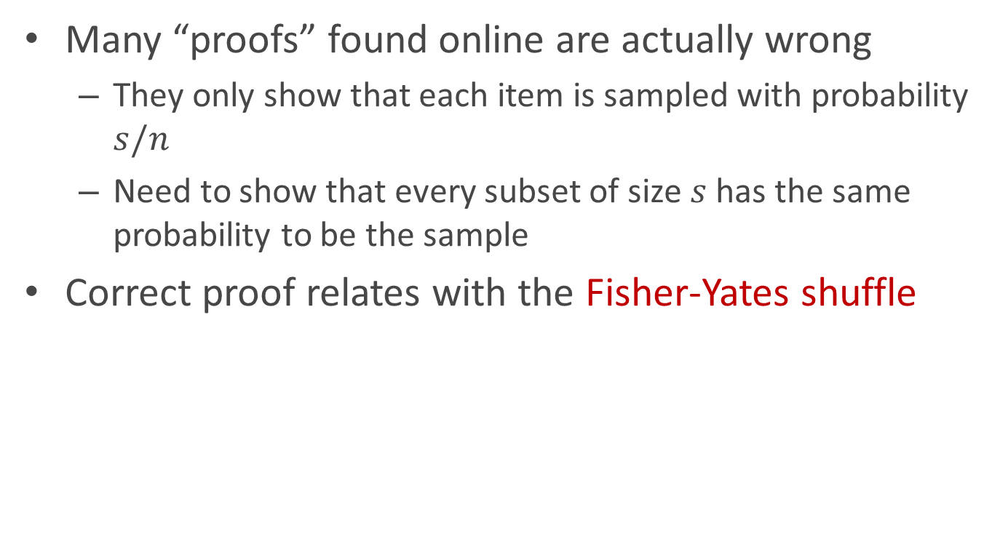 • Many “proofs” found online are actually wrong
– They only show that each item is sampled with probability
s/n
– Need to show that every subset of size s has the same
probability to be the sample
• Correct proof relates with the Fisher-Yates shuffle